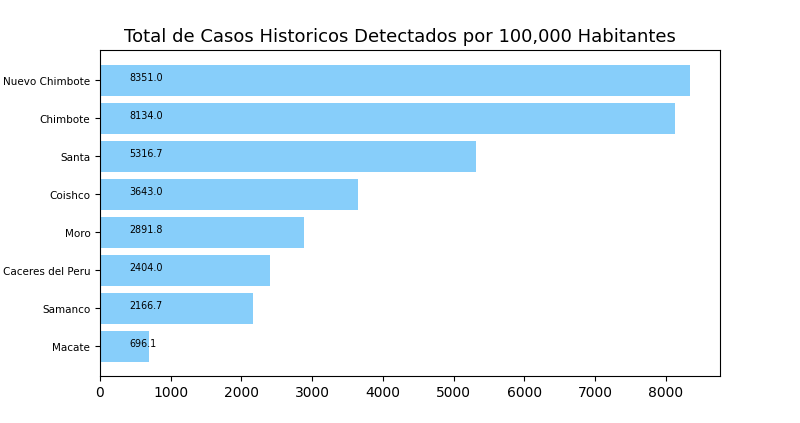 Total de Casos Historicos Detectados por 100,000 Habitantes
Nuevo Chimbote 8351.0
Chimbote 8134.0
Santa 5316.7
Coishco 3643.0
Moro 2891.8
Caceres del Peru 2404.0
Samanco 2166.7
Macate 696.1
0 1000 2000 3000 4000 5000 6000 7000 8000